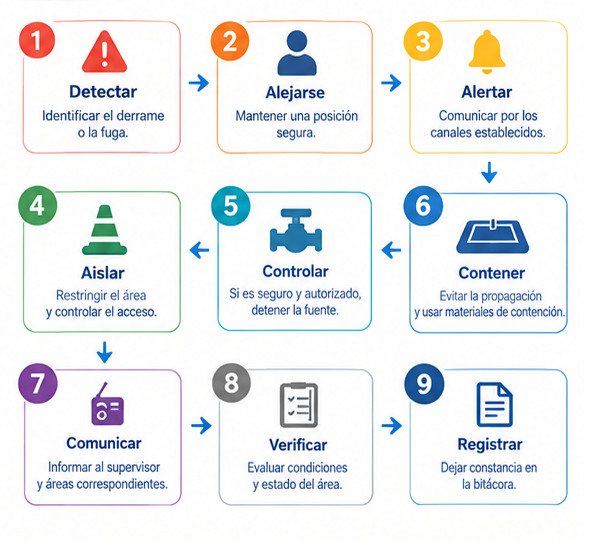 1
Detectar
Identificar el derrame
o la fuga.
2
Alejarse
Mantener una posición
segura.
3
Alertar
Comunicar por los
canales establecidos.
4
Aislar
Restringir el área
y controlar el acceso.
5
Controlar
Si es seguro y autorizado,
detener la fuente.
6
Contener
Evitar la propagación
y usar materiales de contención.
7
Comunicar
Informar al supervisor
y áreas correspondientes.
8
Verificar
Evaluar condiciones
y estado del área.
9
Registrar
Dejar constancia en
la bitácora.